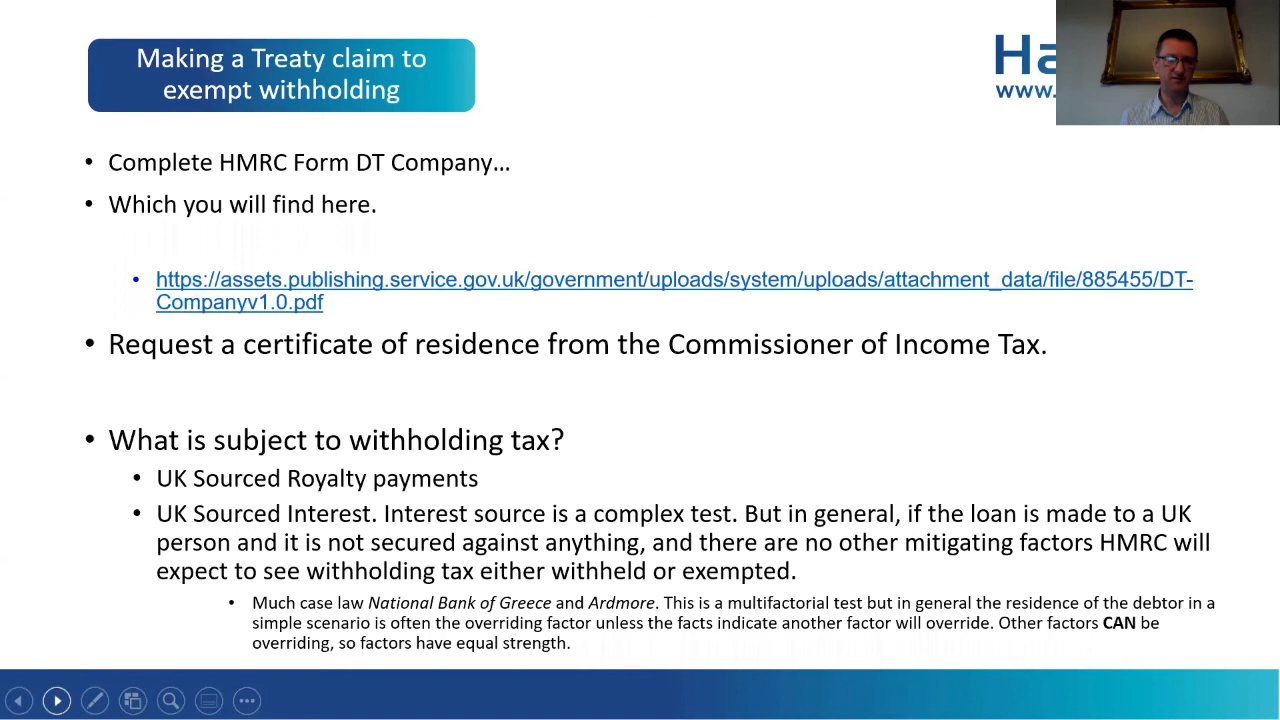 Making a Treaty claim to
exempt withholding
Ha
www.
• Complete HMRC Form DT Company…
• Which you will find here.
• https://assets.publishing.service.gov.uk/government/uploads/system/uploads/attachment_data/file/885455/DT-
Companyv1.0.pdf
• Request a certificate of residence from the Commissioner of Income Tax.
• What is subject to withholding tax?
• UK Sourced Royalty payments
• UK Sourced Interest. Interest source is a complex test. But in general, if the loan is made to a UK
person and it is not secured against anything, and there are no other mitigating factors HMRC will
expect to see withholding tax either withheld or exempted.
• Much case law National Bank of Greece and Ardmore. This is a multifactorial test but in general the residence of the debtor in a
simple scenario is often the overriding factor unless the facts indicate another factor will override. Other factors CAN be
overriding, so factors have equal strength.